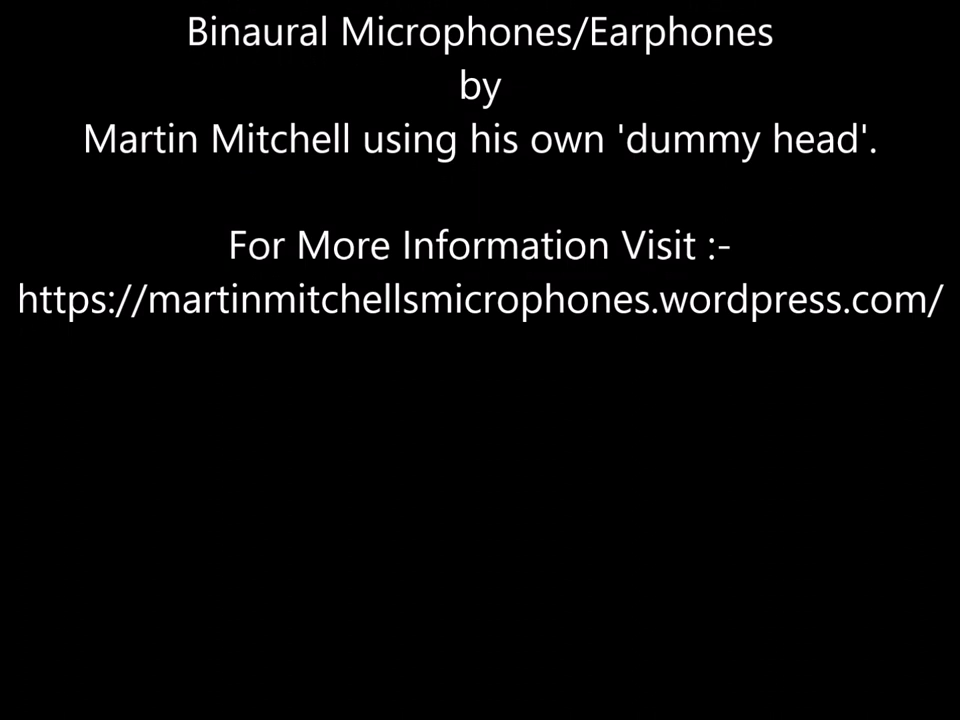 Binaural Microphones/Earphones
by
Martin Mitchell using his own 'dummy head'.
For More Information Visit :-
https://martinmitchellsmicrophones.wordpress.com/